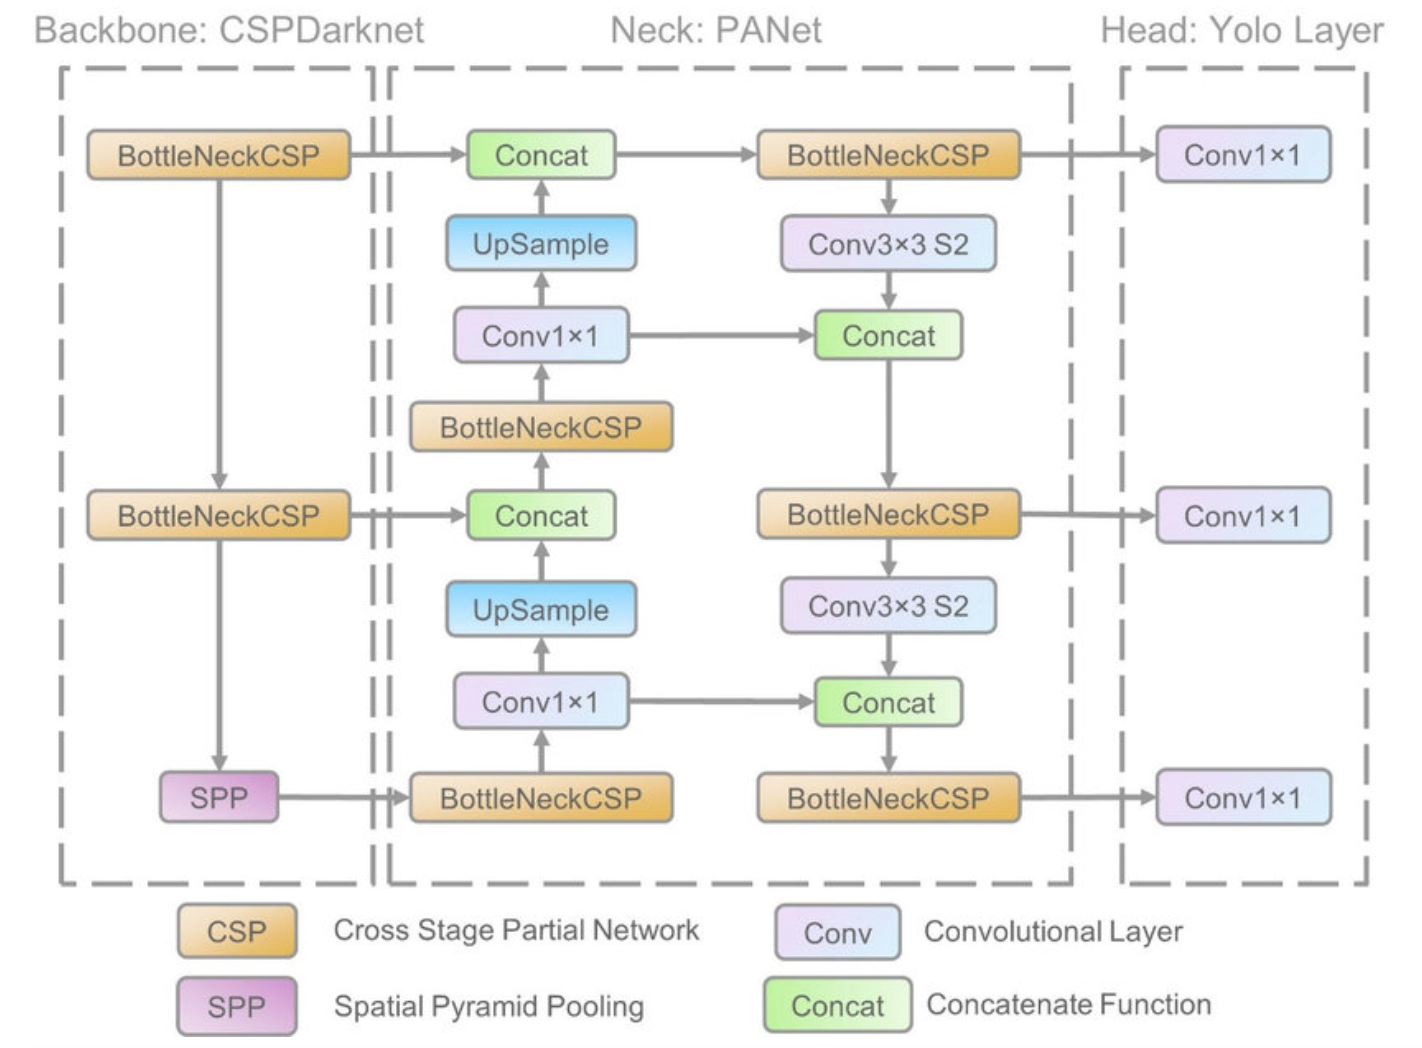 Backbone: CSPDarknet
Neck: PANet
Head: Yolo Layer
BottleNeckCSP
Concat
BottleNeckCSP
Conv1×1
UpSample
Conv3×3 S2
Conv1×1
Concat
BottleNeckCSP
BottleNeckCSP
Concat
BottleNeckCSP
Conv1×1
UpSample
Conv3×3 S2
Conv1×1
Concat
SPP
BottleNeckCSP
BottleNeckCSP
Conv1×1
CSP
Cross Stage Partial Network
Conv
Convolutional Layer
SPP
Spatial Pyramid Pooling
Concat
Concatenate Function